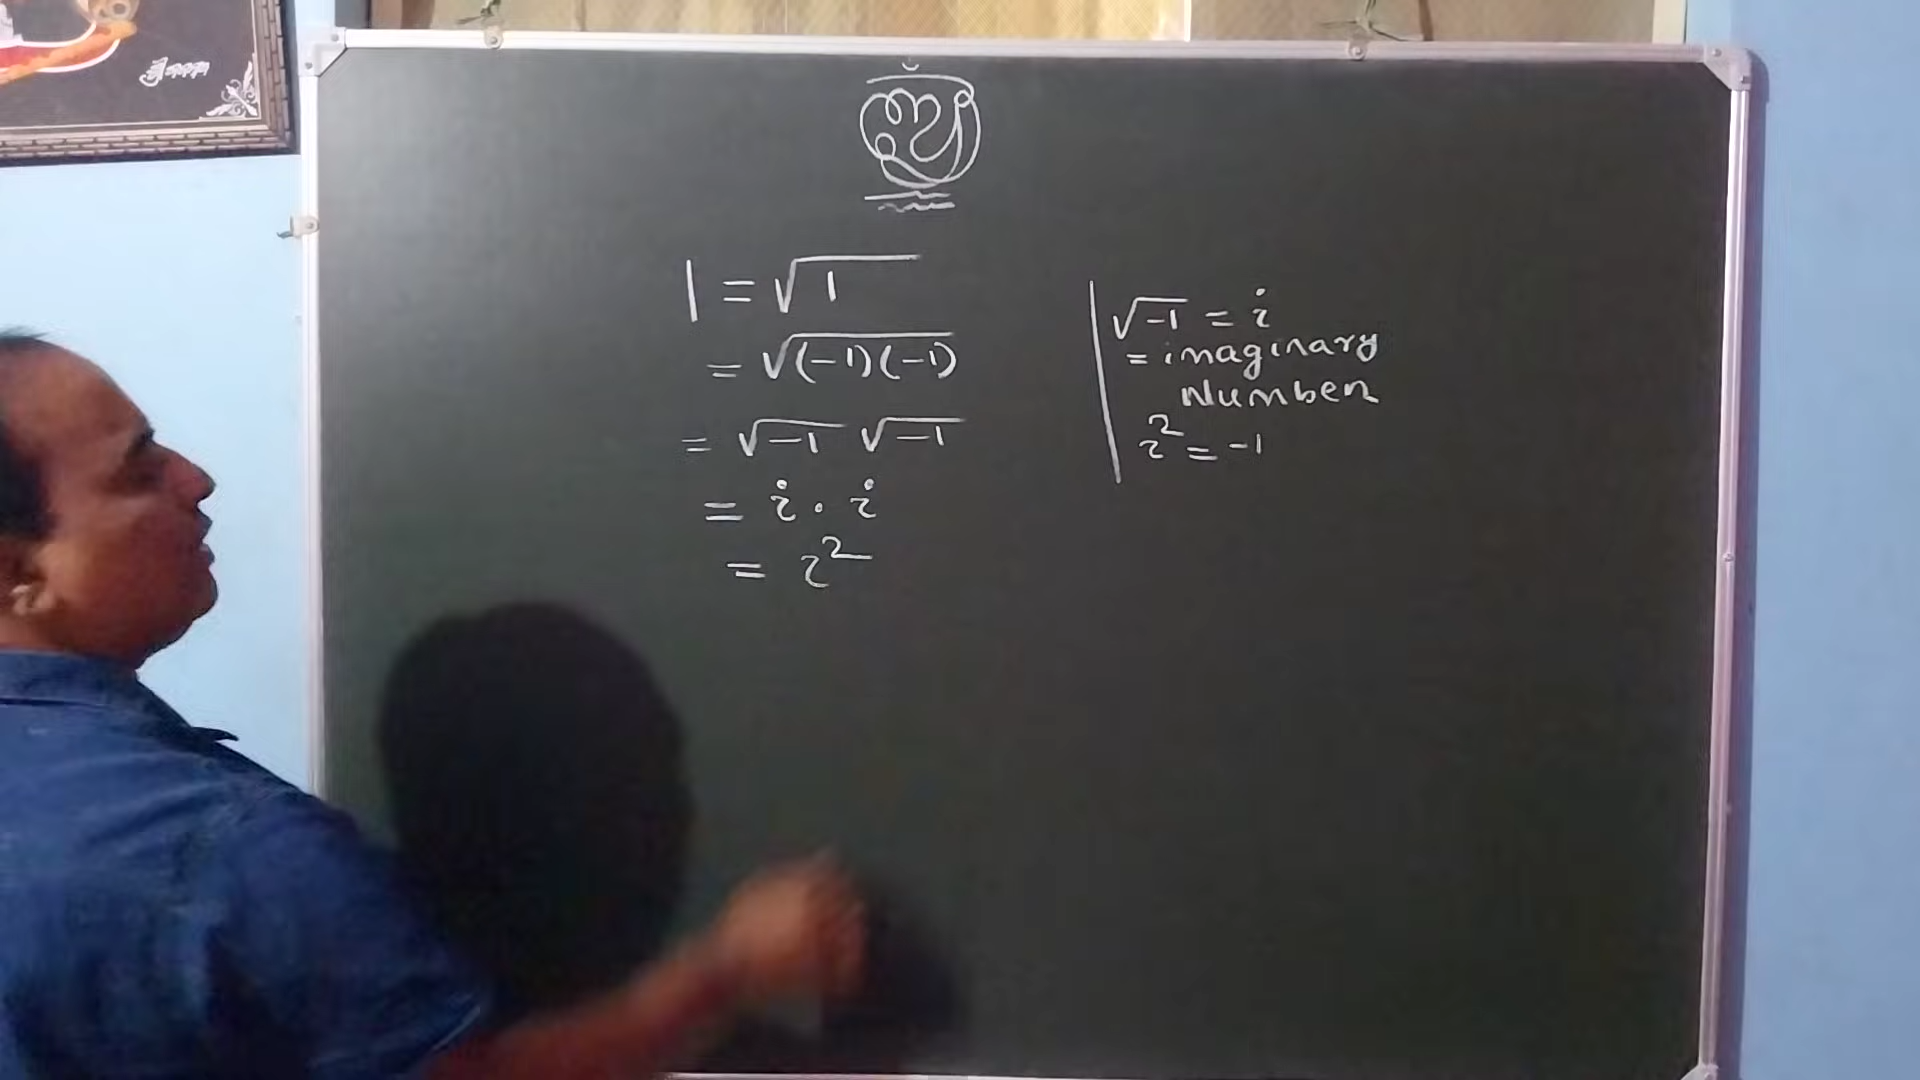 1 = √1
= √(-1)(-1)
= √-1 √-1
= i · i
= i²
√-1 = i
= imaginary
Number
i² = -1